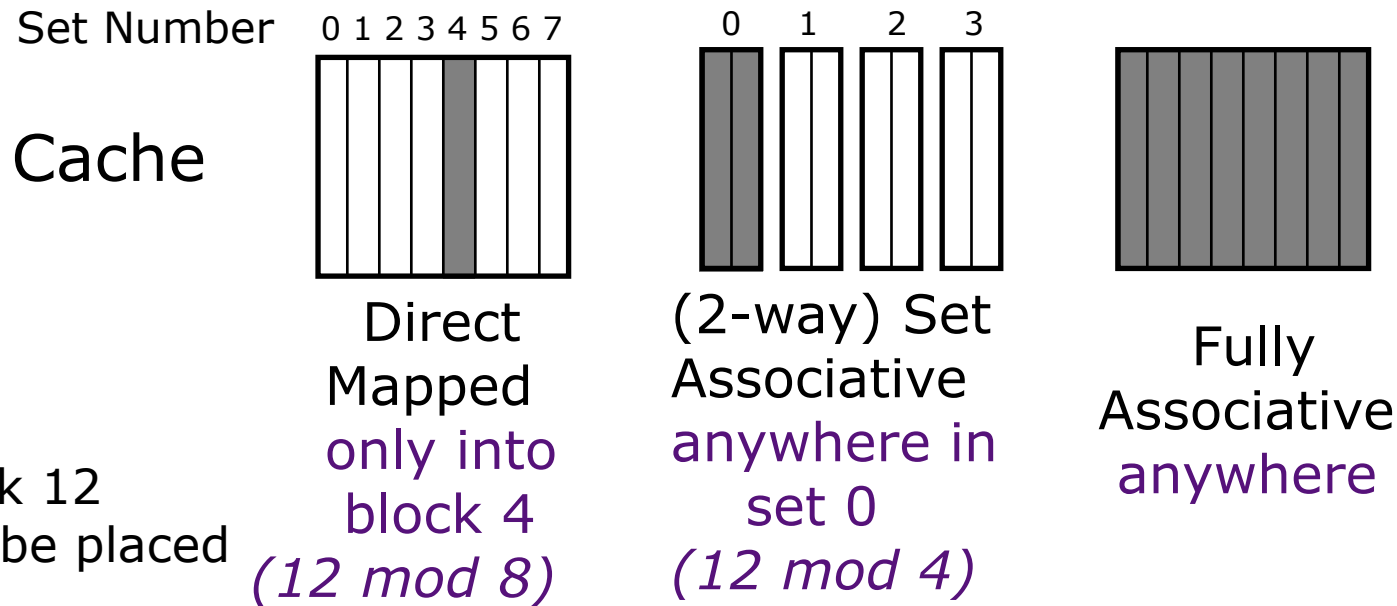 Set Number 0 1 2 3 4 5 6 7 0 1 2 3
Cache
Direct
Mapped
only into
block 4
(12 mod 8)
(2-way) Set
Associative
anywhere in
set 0
(12 mod 4)
Fully
Associative
anywhere
k 12
be placed